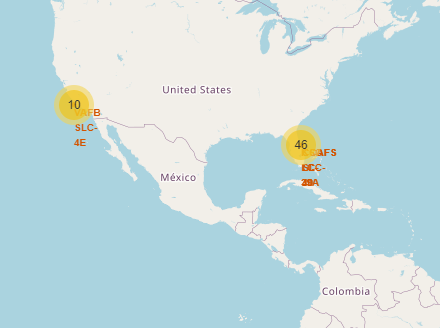 United States
10
VAFB
SLC-
4E
46
México
Colombia